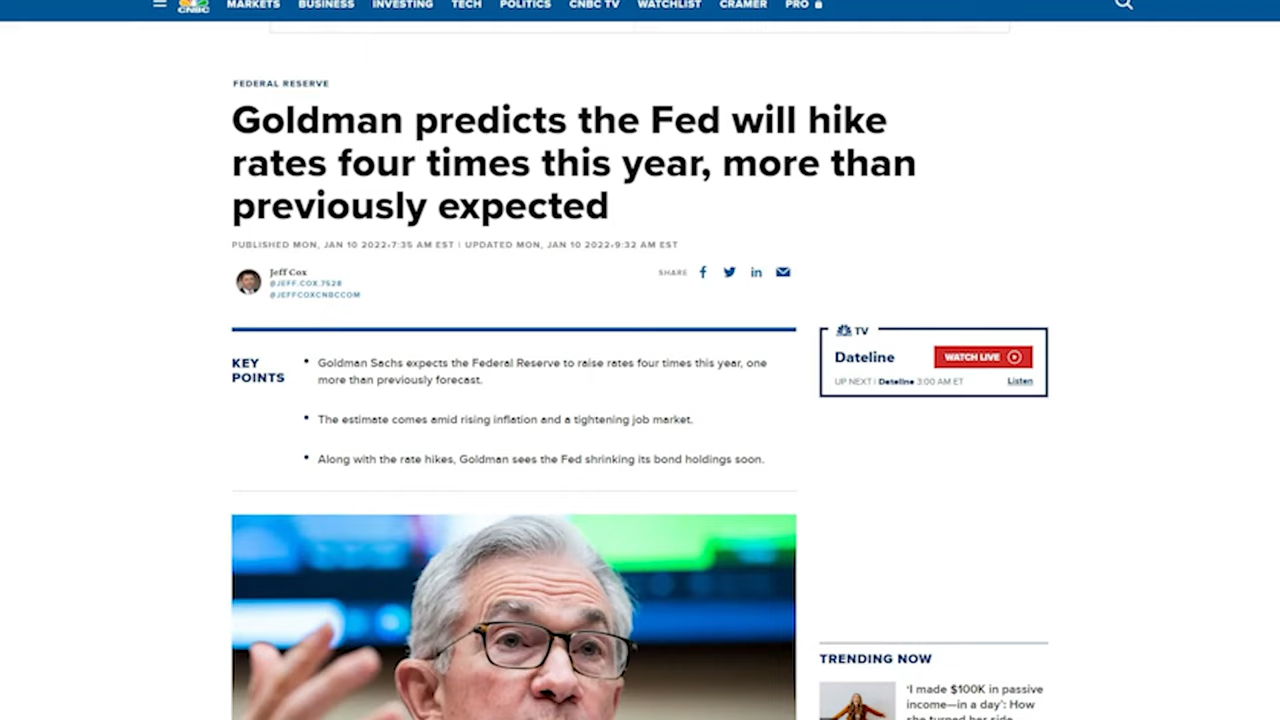 CNBC
MARKETS BUSINESS INVESTING TECH POLITICS CNBC TV WATCHLIST CRAMER PRO
FEDERAL RESERVE
Goldman predicts the Fed will hike
rates four times this year, more than
previously expected
PUBLISHED MON, JAN 10 2022•7:35 AM EST | UPDATED MON, JAN 10 2022•9:32 AM EST
Jeff Cox
@JEFF.COX.7528
@JEFFCOXCNBCCOM
SHARE
KEY
POINTS
• Goldman Sachs expects the Federal Reserve to raise rates four times this year, one
more than previously forecast.
• The estimate comes amid rising inflation and a tightening job market.
• Along with the rate hikes, Goldman sees the Fed shrinking its bond holdings soon.
TV
Dateline
WATCH LIVE
UP NEXT | Dateline 3:00 AM ET
Listen
TRENDING NOW
'I made $100K in passive
income—in a day': How
she turned her side